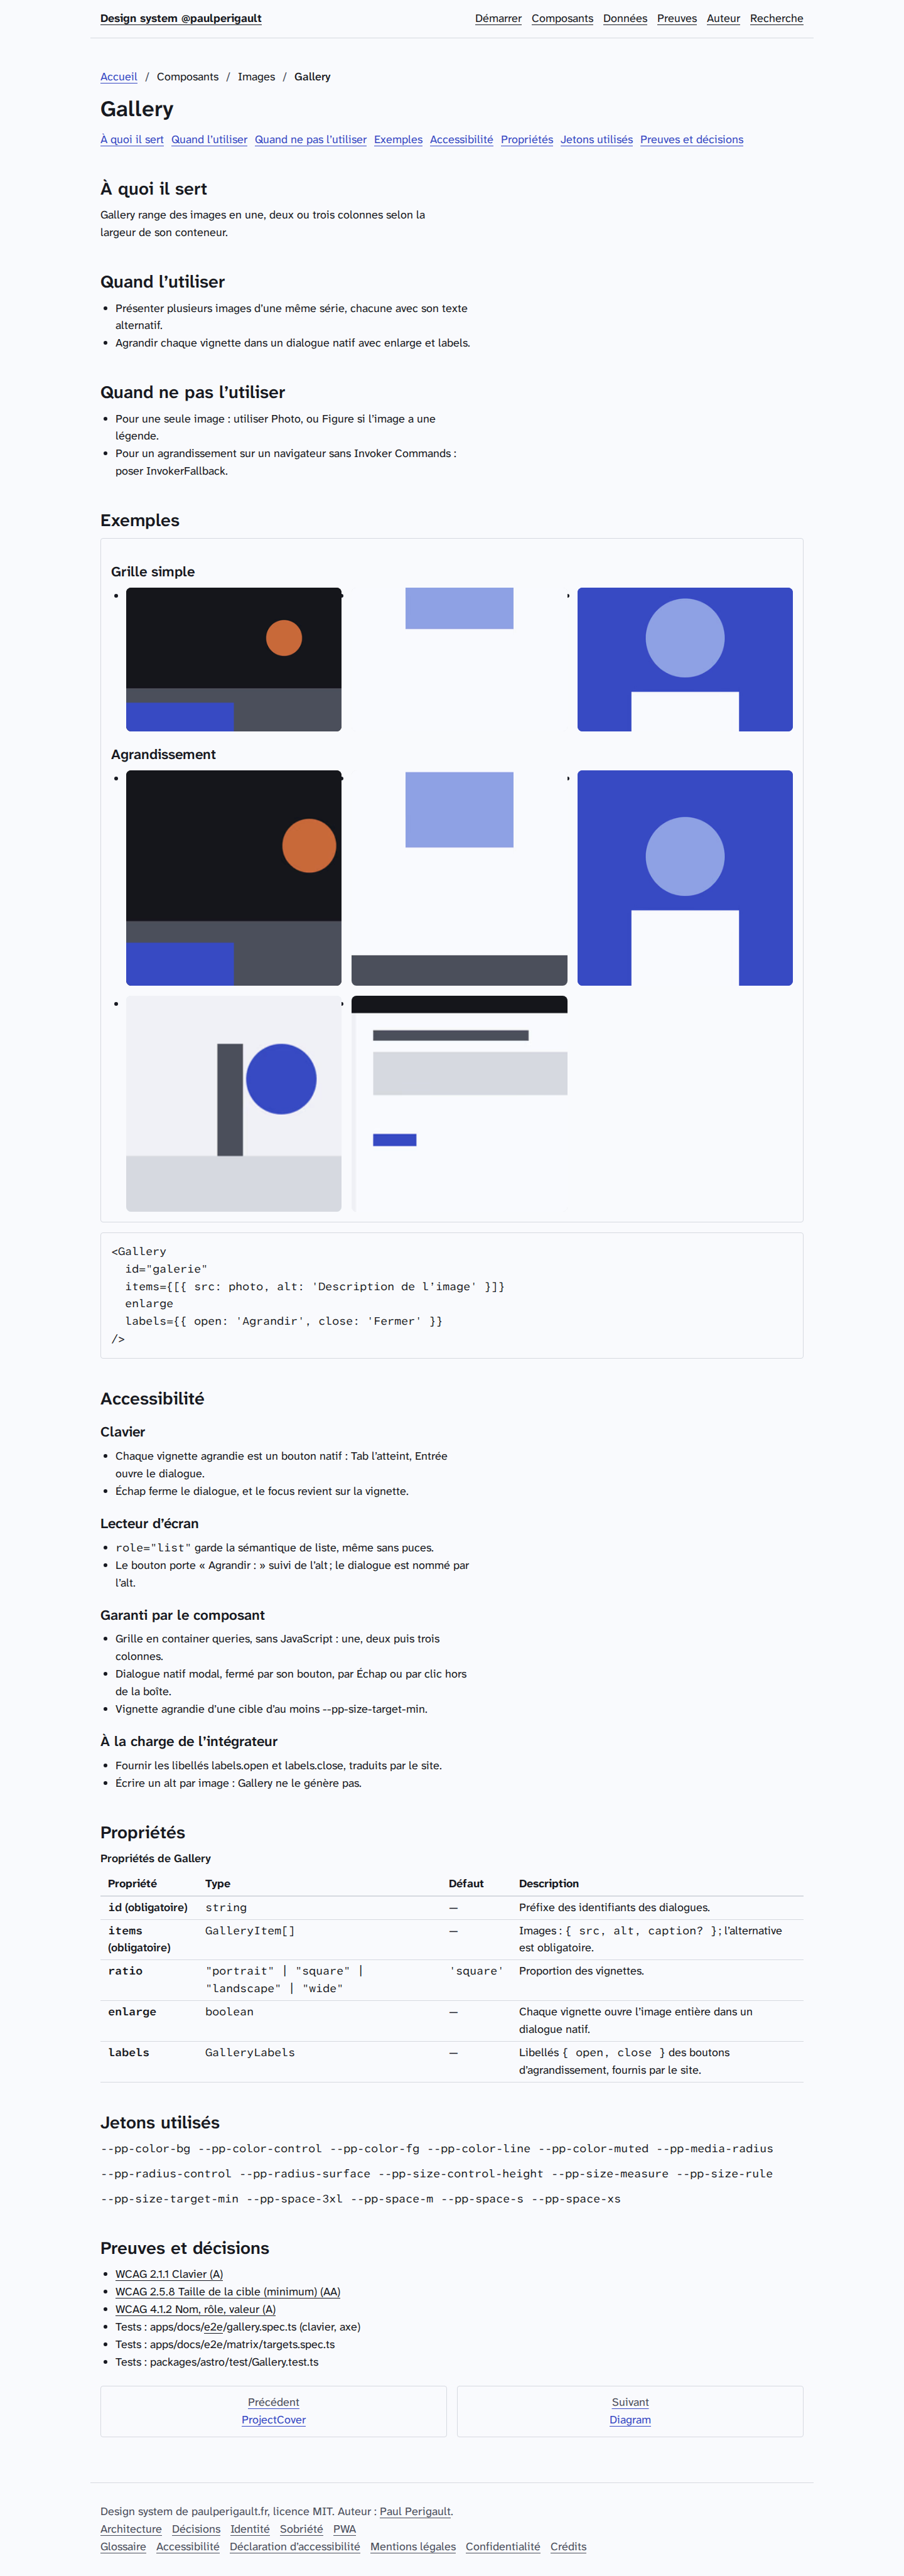 Design system @paulperigault
Démarrer Composants Données Preuves Auteur Recherche
Accueil / Composants / Images / Gallery
Gallery
À quoi il sert Quand l’utiliser Quand ne pas l’utiliser Exemples Accessibilité Propriétés Jetons utilisés Preuves et décisions
À quoi il sert
Gallery range des images en une, deux ou trois colonnes selon la
largeur de son conteneur.
Quand l’utiliser
• Présenter plusieurs images d’une même série, chacune avec son texte
alternatif.
• Agrandir chaque vignette dans un dialogue natif avec enlarge et labels.
Quand ne pas l’utiliser
• Pour une seule image : utiliser Photo, ou Figure si l’image a une
légende.
• Pour un agrandissement sur un navigateur sans Invoker Commands :
poser InvokerFallback.
Exemples
Grille simple
Agrandissement
<Gallery
id="galerie"
items={[{ src: photo, alt: 'Description de l’image' }]}
enlarge
labels={{ open: 'Agrandir', close: 'Fermer' }}
/>
Accessibilité
Clavier
• Chaque vignette agrandie est un bouton natif : Tab l’atteint, Entrée
ouvre le dialogue.
• Échap ferme le dialogue, et le focus revient sur la vignette.
Lecteur d’écran
• role="list" garde la sémantique de liste, même sans puces.
• Le bouton porte « Agrandir : » suivi de l’alt ; le dialogue est nommé par
l’alt.
Garanti par le composant
• Grille en container queries, sans JavaScript : une, deux puis trois
colonnes.
• Dialogue natif modal, fermé par son bouton, par Échap ou par clic hors
de la boîte.
• Vignette agrandie d’une cible d’au moins --pp-size-target-min.
À la charge de l’intégrateur
• Fournir les libellés labels.open et labels.close, traduits par le site.
• Écrire un alt par image : Gallery ne le génère pas.
Propriétés
Propriétés de Gallery
Propriété Type Défaut Description
id (obligatoire) string — Préfixe des identifiants des dialogues.
items GalleryItem[] — Images : { src, alt, caption? } ; l’alternative
(obligatoire) est obligatoire.
ratio "portrait" | "square" | 'square' Proportion des vignettes.
"landscape" | "wide"
enlarge boolean — Chaque vignette ouvre l’image entière dans un
dialogue natif.
labels GalleryLabels — Libellés { open, close } des boutons
d’agrandissement, fournis par le site.
Jetons utilisés
--pp-color-bg --pp-color-control --pp-color-fg --pp-color-line --pp-color-muted --pp-media-radius
--pp-radius-control --pp-radius-surface --pp-size-control-height --pp-size-measure --pp-size-rule
--pp-size-target-min --pp-space-3xl --pp-space-m --pp-space-s --pp-space-xs
Preuves et décisions
• WCAG 2.1.1 Clavier (A)
• WCAG 2.5.8 Taille de la cible (minimum) (AA)
• WCAG 4.1.2 Nom, rôle, valeur (A)
• Tests : apps/docs/e2e/gallery.spec.ts (clavier, axe)
• Tests : apps/docs/e2e/matrix/targets.spec.ts
• Tests : packages/astro/test/Gallery.test.ts
Précédent
ProjectCover
Suivant
Diagram
Design system de paulperigault.fr, licence MIT. Auteur : Paul Perigault.
Architecture Décisions Identité Sobriété PWA
Glossaire Accessibilité Déclaration d’accessibilité Mentions légales Confidentialité Crédits